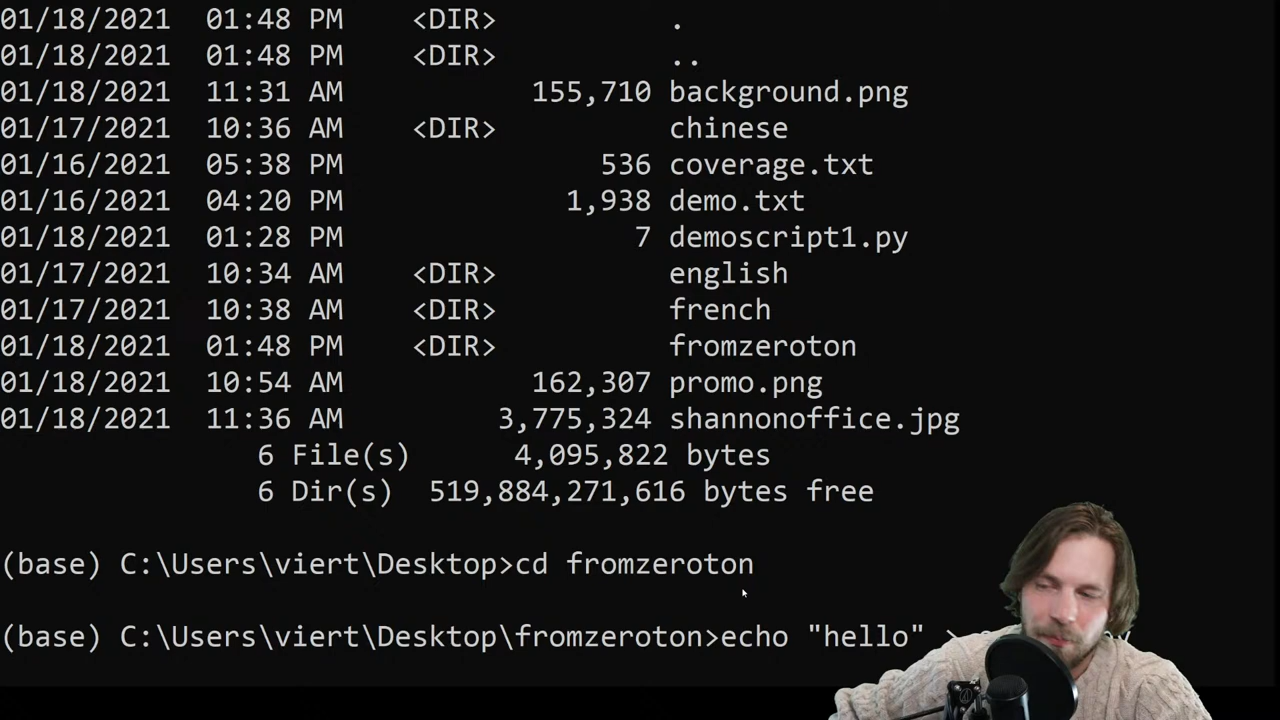 01/18/2021 01:48 PM <DIR> .
01/18/2021 01:48 PM <DIR> ..
01/18/2021 11:31 AM 155,710 background.png
01/17/2021 10:36 AM <DIR> chinese
01/16/2021 05:38 PM 536 coverage.txt
01/16/2021 04:20 PM 1,938 demo.txt
01/18/2021 01:28 PM 7 demoscript1.py
01/17/2021 10:34 AM <DIR> english
01/17/2021 10:38 AM <DIR> french
01/18/2021 01:48 PM <DIR> fromzeroton
01/18/2021 10:54 AM 162,307 promo.png
01/18/2021 11:36 AM 3,775,324 shannonoffice.jpg
6 File(s) 4,095,822 bytes
6 Dir(s) 519,884,271,616 bytes free
(base) C:\Users\viert\Desktop>cd fromzeroton
(base) C:\Users\viert\Desktop\fromzeroton>echo "hello" >